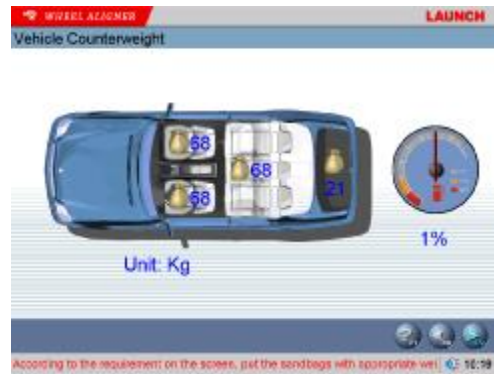 WHEEL ALIGNER
LAUNCH
Vehicle Counterweight
68
68
68
21
1%
Unit: Kg
According to the requirement on the screen, put the sandbags with appropriate wei
10:19